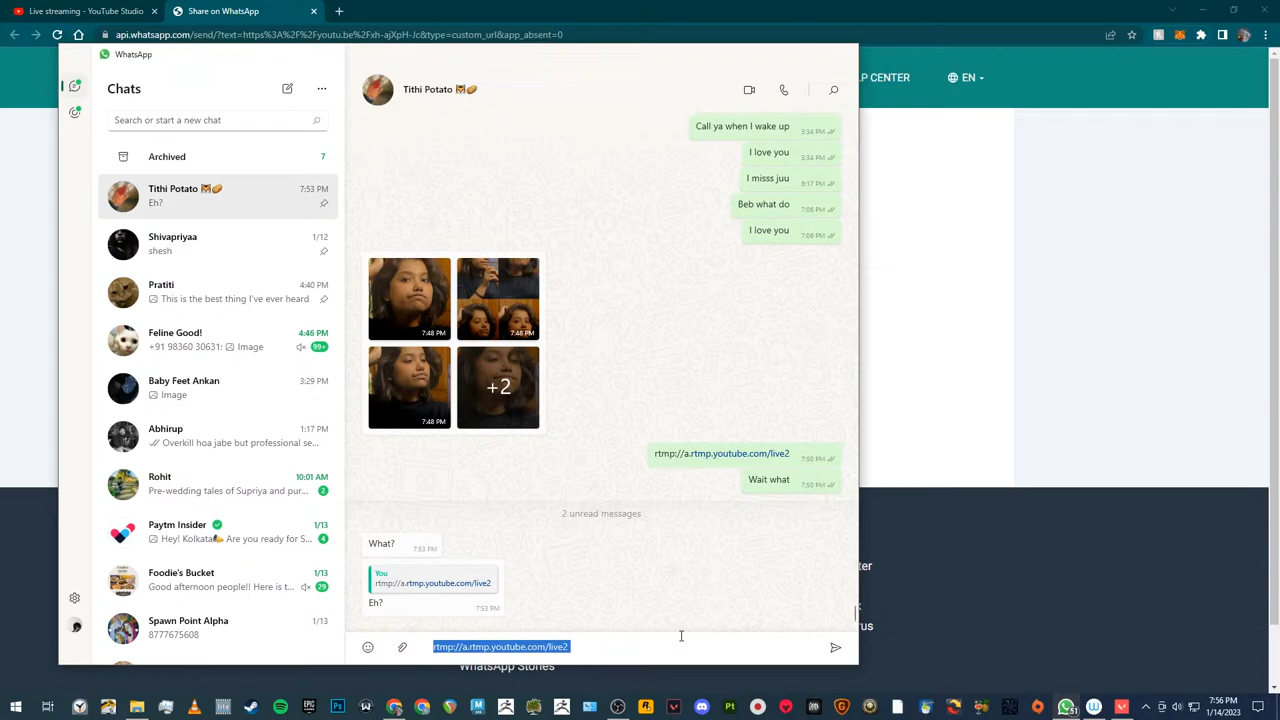 Live streaming - YouTube Studio
Share on WhatsApp
api.whatsapp.com/send/?text=https%3A%2F%2Fyoutu.be%2Fxh-ajXpH-Jc&type=custom_url&app_absent=0
WhatsApp
Chats
Search or start a new chat
Archived 7
Tithi Potato 7:53 PM
Eh?
Shivapriyaa 1/12
shesh
Pratiti 4:40 PM
This is the best thing I've ever heard
Feline Good! 4:46 PM
+91 98360 30631: Image 99+
Baby Feet Ankan 3:29 PM
Image
Abhirup 1:17 PM
Overkill hoa jabe but professional se...
Rohit 10:01 AM
Pre-wedding tales of Supriya and pur... 2
Paytm Insider 1/13
Hey! Kolkata Are you ready for S... 4
Foodie's Bucket 1/13
Good afternoon people!! Here is t... 29
Spawn Point Alpha 1/13
8777675608
Tithi Potato
Call ya when I wake up 3:34 PM
I love you 3:34 PM
I misss juu 6:17 PM
Beb what do 7:06 PM
I love you 7:06 PM
7:48 PM 7:48 PM
+2
7:48 PM
rtmp://a.rtmp.youtube.com/live2 7:50 PM
Wait what 7:50 PM
2 unread messages
What? 7:53 PM
You
rtmp://a.rtmp.youtube.com/live2
Eh? 7:53 PM
rtmp://a.rtmp.youtube.com/live2
LP CENTER EN
WhatsApp Stories
7:56 PM
1/14/2023